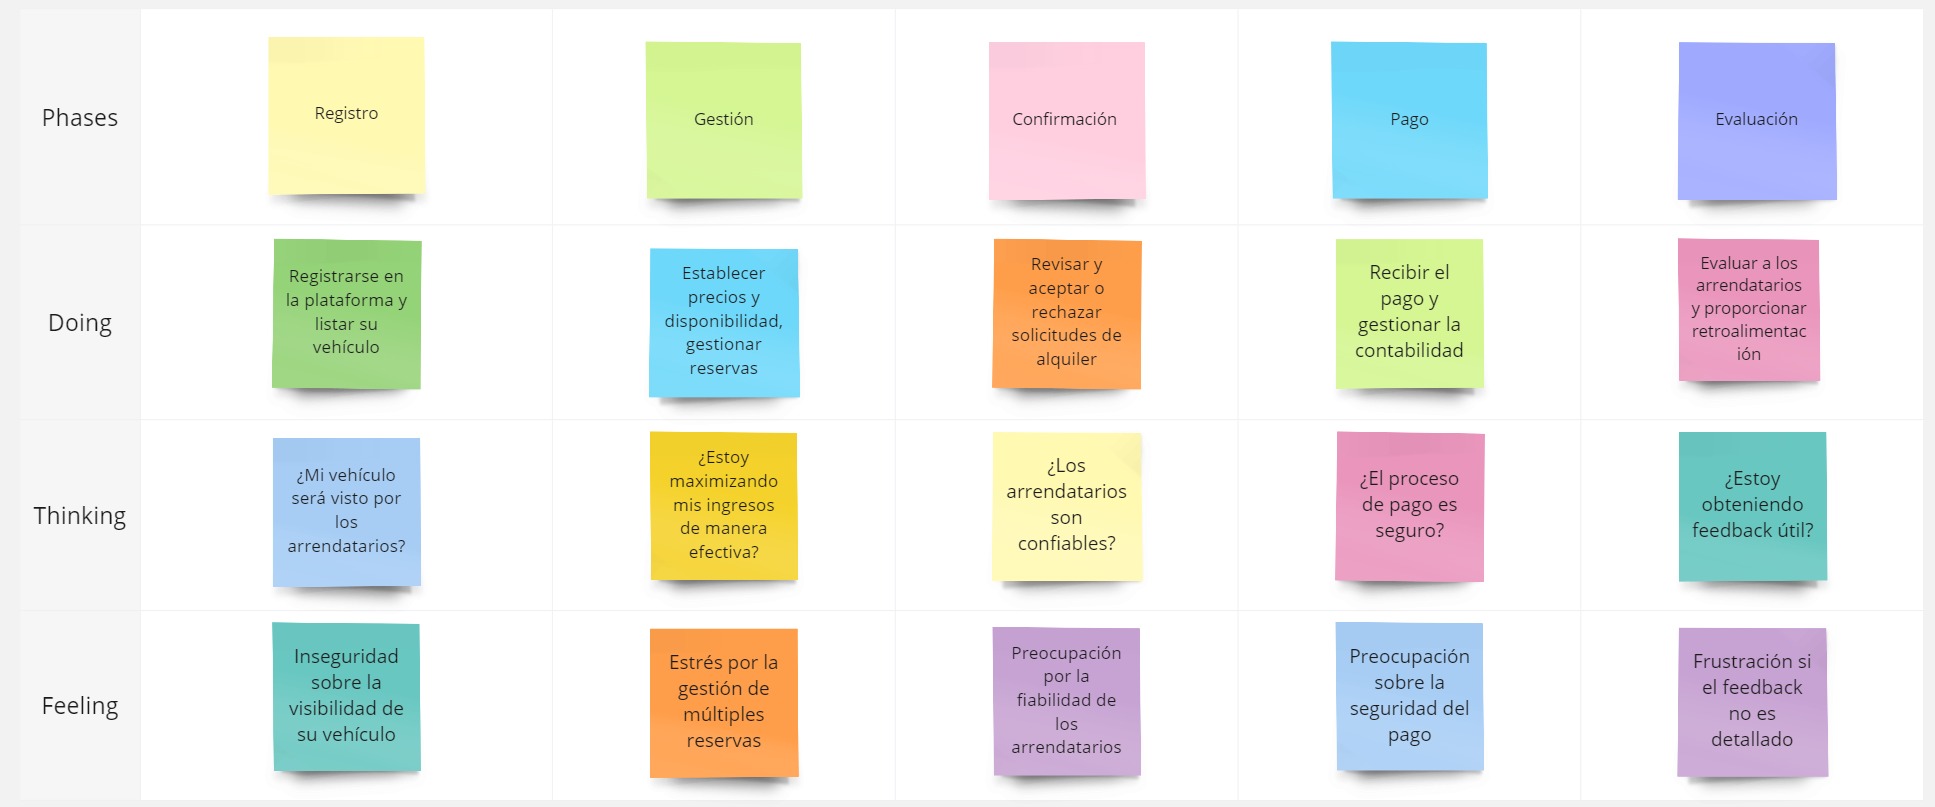 Phases
Registro
Gestión
Confirmación
Pago
Evaluación
Doing
Registrarse en
la plataforma y
listar su
vehículo
Establecer
precios y
disponibilidad,
gestionar
reservas
Revisar y
aceptar o
rechazar
solicitudes de
alquiler
Recibir el
pago y
gestionar la
contabilidad
Evaluar a los
arrendatarios
y proporcionar
retroalimentac
ión
Thinking
¿Mi vehículo
será visto por
los
arrendatarios?
¿Estoy
maximizando
mis ingresos
de manera
efectiva?
¿Los
arrendatarios
son
confiables?
¿El proceso
de pago es
seguro?
¿Estoy
obteniendo
feedback útil?
Feeling
Inseguridad
sobre la
visibilidad de
su vehículo
Estrés por la
gestión de
múltiples
reservas
Preocupación
por la
fiabilidad de
los
arrendatarios
Preocupación
sobre la
seguridad del
pago
Frustración si
el feedback
no es
detallado